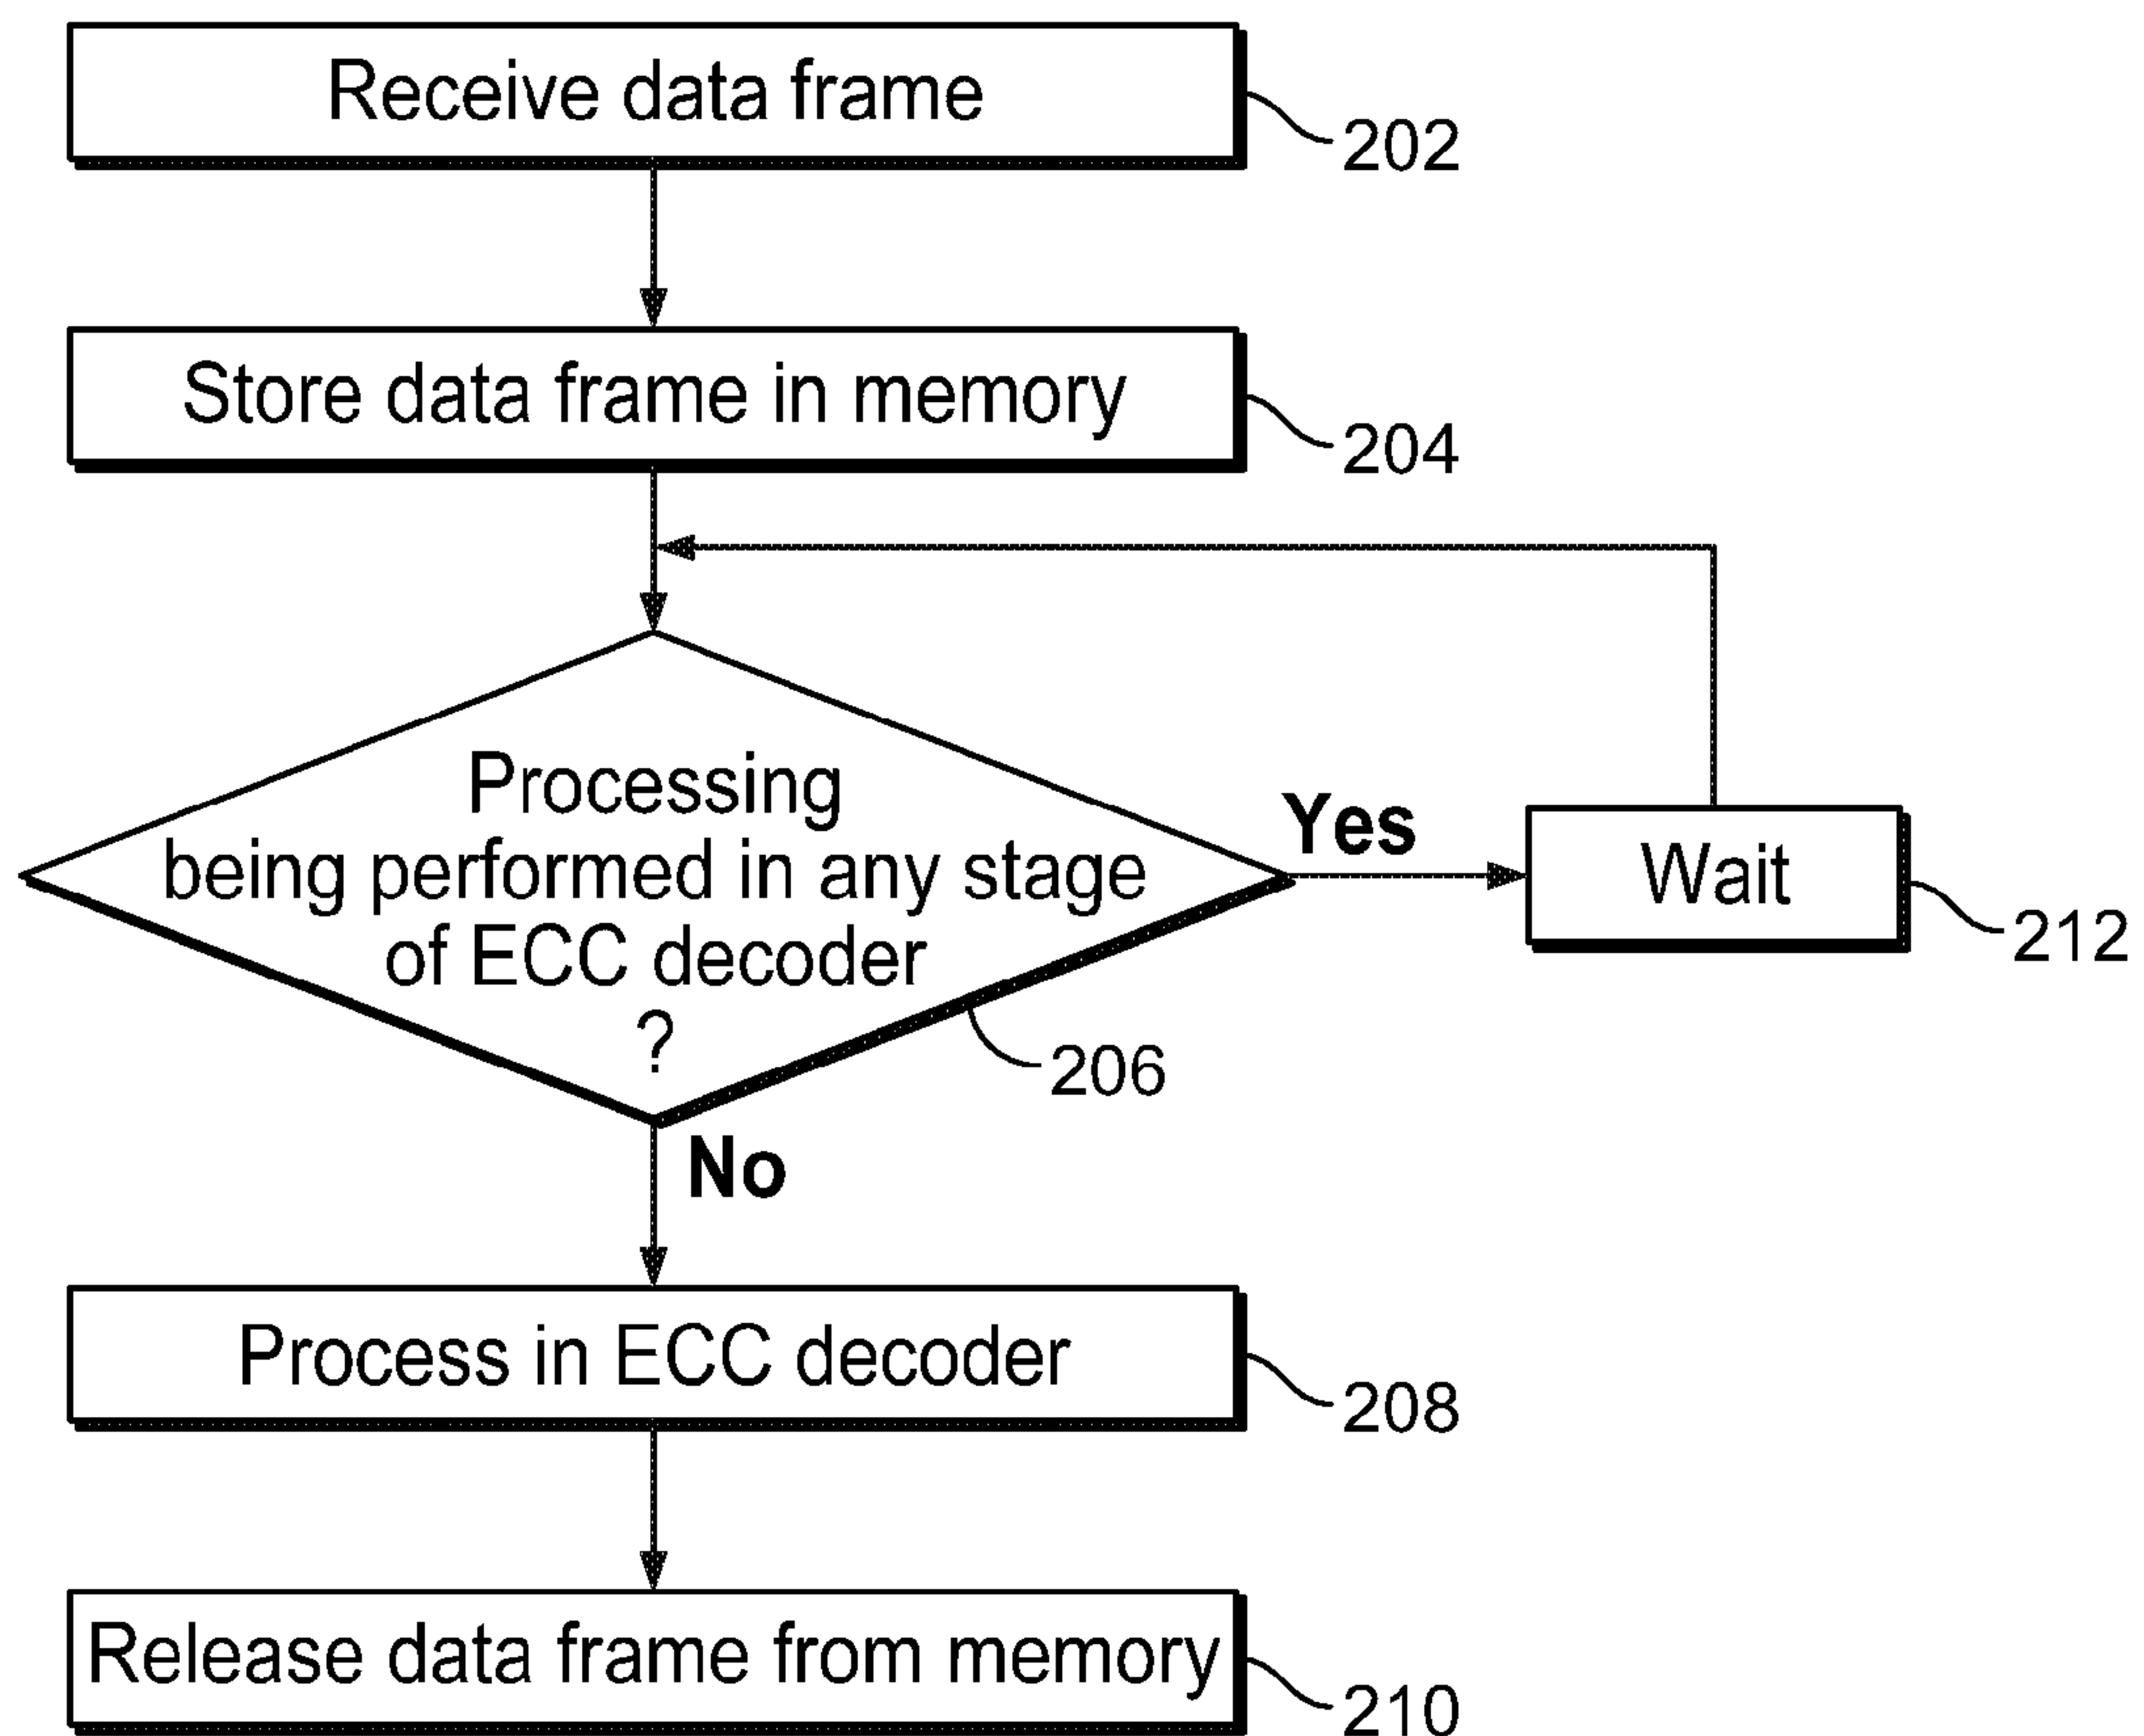 Receive data frame
202
Store data frame in memory
204
Processing
being performed in any stage
of ECC decoder
?
206
Yes
Wait
212
No
Process in ECC decoder
208
Release data frame from memory
210